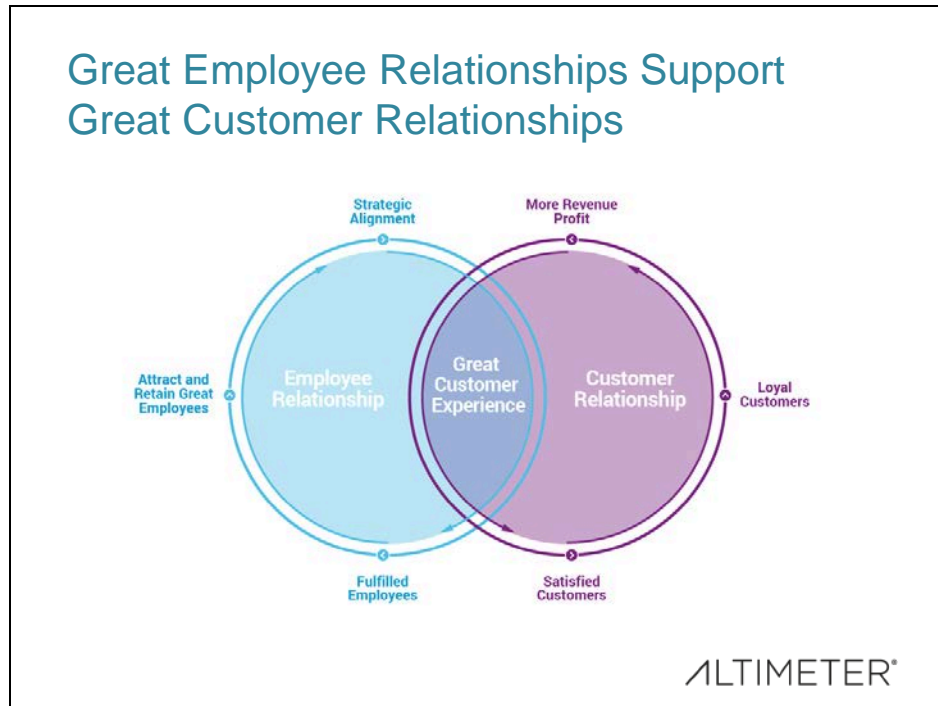 Great Employee Relationships Support
Great Customer Relationships
Strategic
Alignment
More Revenue
Profit
Attract and
Retain Great
Employees
Employee
Relationship
Great
Customer
Experience
Customer
Relationship
Loyal
Customers
Fulfilled
Employees
Satisfied
Customers
ALTIMETER®